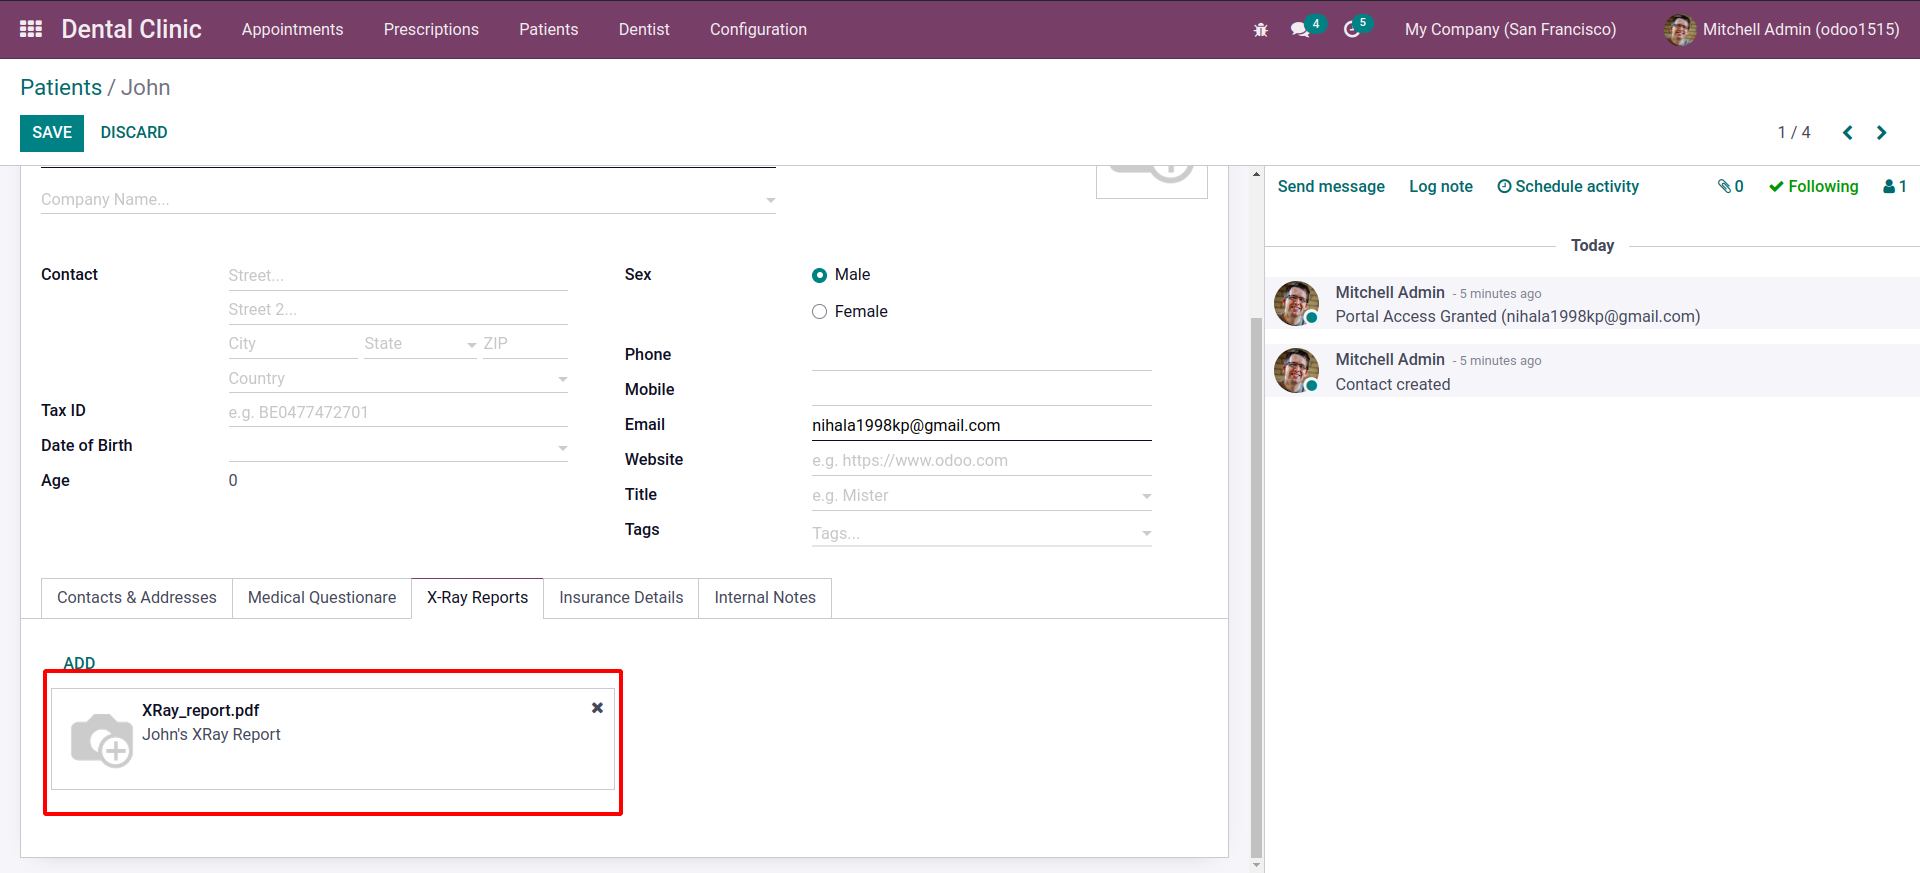 Dental Clinic Appointments Prescriptions Patients Dentist Configuration 4 5 My Company (San Francisco) Mitchell Admin (odoo1515)
Patients / John
SAVE DISCARD 1 / 4
Company Name...
Contact
Street...
Street 2...
City State ZIP
Country
Tax ID e.g. BE0477472701
Date of Birth
Age 0
Sex Male
Female
Phone
Mobile
Email nihala1998kp@gmail.com
Website e.g. https://www.odoo.com
Title e.g. Mister
Tags Tags...
Contacts & Addresses Medical Questionare X-Ray Reports Insurance Details Internal Notes
ADD
XRay_report.pdf
John's XRay Report
Send message Log note Schedule activity 0 Following 1
Today
Mitchell Admin - 5 minutes ago
Portal Access Granted (nihala1998kp@gmail.com)
Mitchell Admin - 5 minutes ago
Contact created